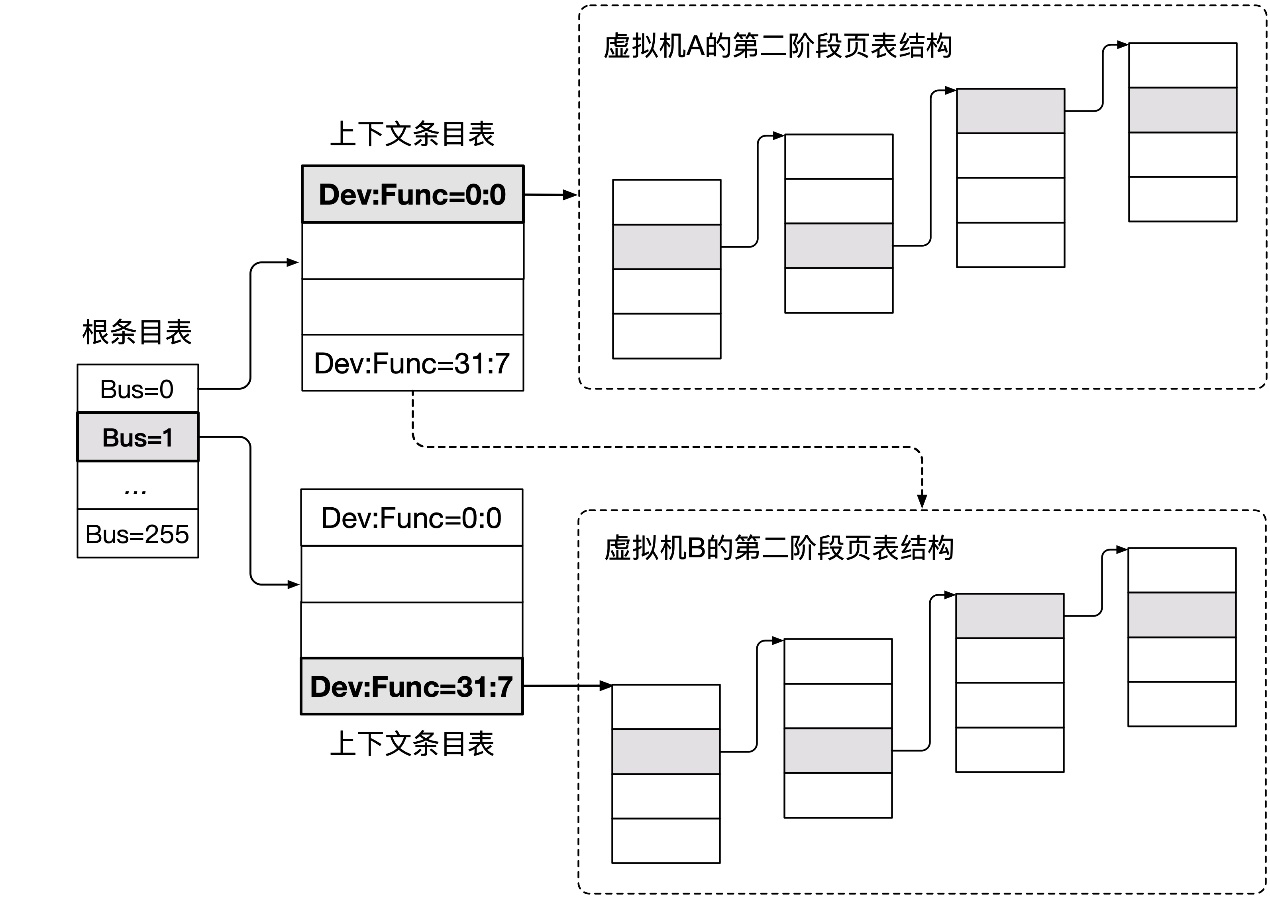 虚拟机A的第二阶段页表结构
上下文条目表
Dev:Func=0:0
Dev:Func=31:7
根条目表
Bus=0
Bus=1
...
Bus=255
Dev:Func=0:0
Dev:Func=31:7
上下文条目表
虚拟机B的第二阶段页表结构